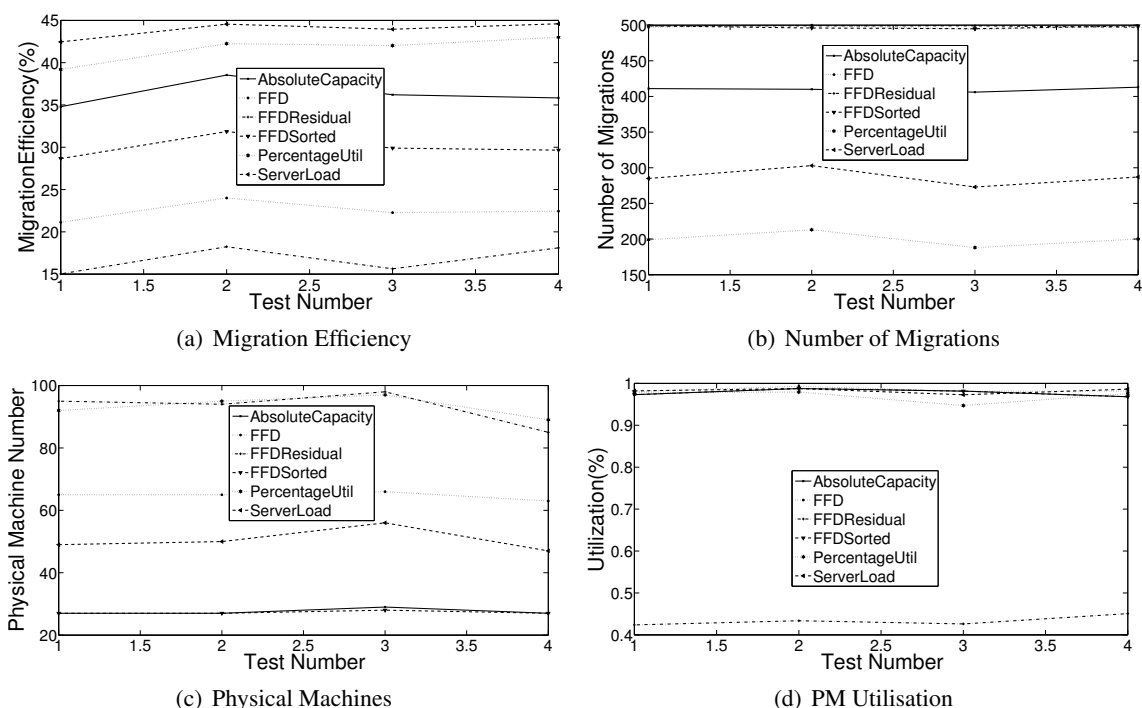 45
40
35
30
25
20
15
MigrationEfficiency(%)
AbsoluteCapacity
FFD
FFDResidual
FFDSorted
PercentageUtil
ServerLoad
1 1.5 2 2.5 3 3.5 4
Test Number
(a) Migration Efficiency
500
450
400
350
300
250
200
150
Number of Migrations
AbsoluteCapacity
FFD
FFDResidual
FFDSorted
PercentageUtil
ServerLoad
1 1.5 2 2.5 3 3.5 4
Test Number
(b) Number of Migrations
100
80
60
40
20
Physical Machine Number
AbsoluteCapacity
FFD
FFDResidual
FFDSorted
PercentageUtil
ServerLoad
1 1.5 2 2.5 3 3.5 4
Test Number
(c) Physical Machines
1
0.9
0.8
0.7
0.6
0.5
0.4
Utilization(%)
AbsoluteCapacity
FFD
FFDResidual
FFDSorted
PercentageUtil
ServerLoad
1 1.5 2 2.5 3 3.5 4
Test Number
(d) PM Utilisation